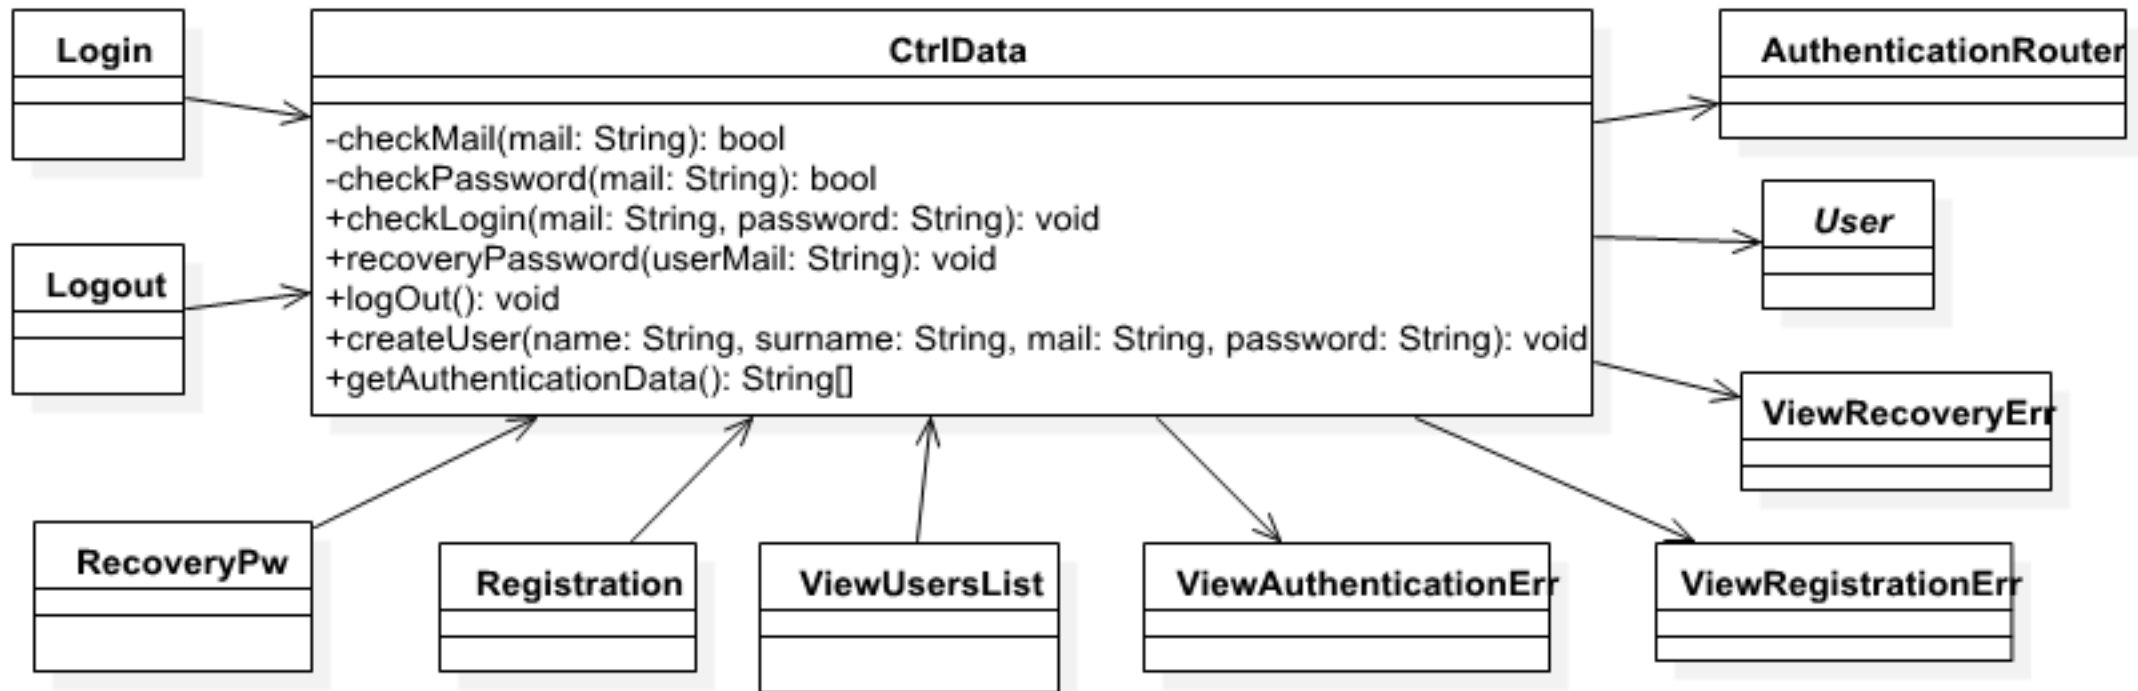 Login
CtrlData
AuthenticationRouter
-checkMail(mail: String): bool
-checkPassword(mail: String): bool
+checkLogin(mail: String, password: String): void
+recoveryPassword(userMail: String): void
+logOut(): void
+createUser(name: String, surname: String, mail: String, password: String): void
+getAuthenticationData(): String[]
User
Logout
ViewRecoveryErr
RecoveryPw
Registration
ViewUsersList
ViewAuthenticationErr
ViewRegistrationErr